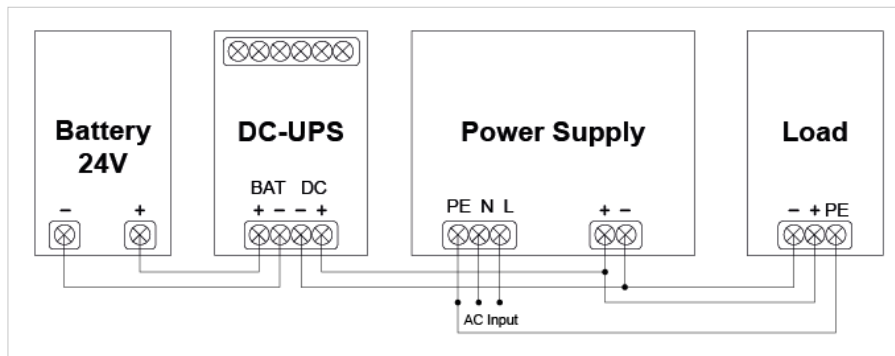 Battery
24V
- +
DC-UPS
BAT DC
+ - - +
Power Supply
PE N L
+ -
AC Input
Load
- + PE